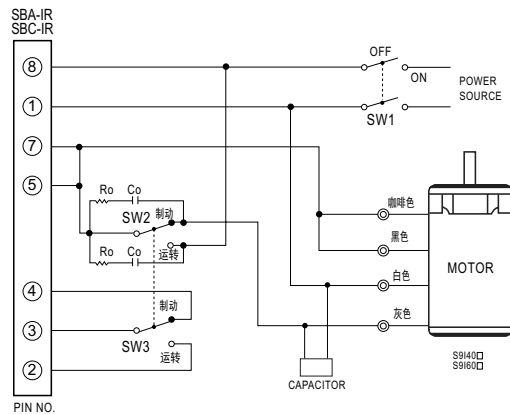 SBA-IR
SBC-IR
8
1
7
5
4
3
2
PIN NO.
OFF
ON
SW1
POWER
SOURCE
Ro
Co
SW2
制动
Ro
Co
运转
制动
SW3
运转
咖啡色
黑色
白色
灰色
CAPACITOR
MOTOR
S9I40□
S9I60□